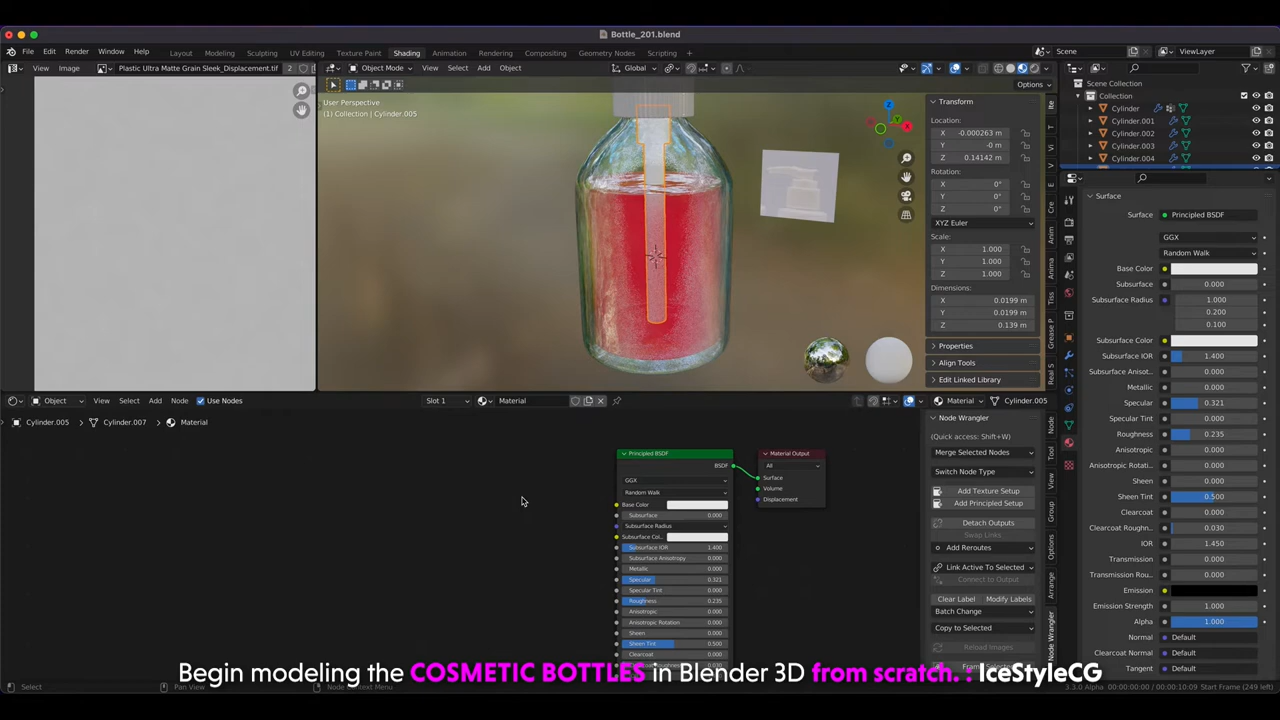 Bottle_201.blend
File Edit Render Window Help Layout Modeling Sculpting UV Editing Texture Paint Shading Animation Rendering Compositing Geometry Nodes Scripting Scene ViewLayer
View Image Plastic Ultra Matte Grain Sleek_Displacement.tif 2 Object Mode View Select Add Object Global
Options
User Perspective
(1) Collection | Cylinder.005
Transform
Location:
X -0.000263 m
Y -0 m
Z 0.14142 m
Rotation:
X 0°
Y 0°
Z 0°
XYZ Euler
Scale:
X 1.000
Y 1.000
Z 1.000
Dimensions:
X 0.0199 m
Y 0.0199 m
Z 0.139 m
Properties
Align Tools
Edit Linked Library
Scene Collection
Collection
Cylinder
Cylinder.001
Cylinder.002
Cylinder.003
Cylinder.004
Surface
Surface Principled BSDF
GGX
Random Walk
Base Color
Subsurface 0.000
Subsurface Radius 1.000
0.200
0.100
Subsurface Color
Subsurface IOR 1.400
Subsurface Anisot... 0.000
Metallic 0.000
Specular 0.321
Specular Tint 0.000
Roughness 0.235
Anisotropic 0.000
Anisotropic Rotati... 0.000
Sheen 0.000
Sheen Tint 0.500
Clearcoat 0.000
Clearcoat Roughn... 0.030
IOR 1.450
Transmission 0.000
Transmission Rou... 0.000
Emission
Emission Strength 1.000
Alpha 1.000
Normal Default
Clearcoat Normal Default
Tangent Default
Object View Select Add Node Use Nodes Slot 1 Material Material Cylinder.005
Cylinder.005 Cylinder.007 Material
Principled BSDF
BSDF
GGX
Random Walk
Base Color
Subsurface 0.000
Subsurface Radius
Subsurface Col...
Subsurface IOR 1.400
Subsurface Anisotropy 0.000
Metallic 0.000
Specular 0.321
Specular Tint 0.000
Roughness 0.235
Anisotropic 0.000
Anisotropic Rotation 0.000
Sheen 0.000
Sheen Tint 0.500
Clearcoat 0.000
Material Output
All
Surface
Volume
Displacement
Node Wrangler
(Quick access: Shift+W)
Merge Selected Nodes
Switch Node Type
Add Texture Setup
Add Principled Setup
Detach Outputs
Swap Links
Add Reroutes
Link Active To Selected
Connect to Output
Clear Label Modify Labels
Batch Change
Copy to Selected
Reload Images
Begin modeling the COSMETIC BOTTLES in Blender 3D from scratch. : IceStyleCG
Select Pan View Node Context Menu